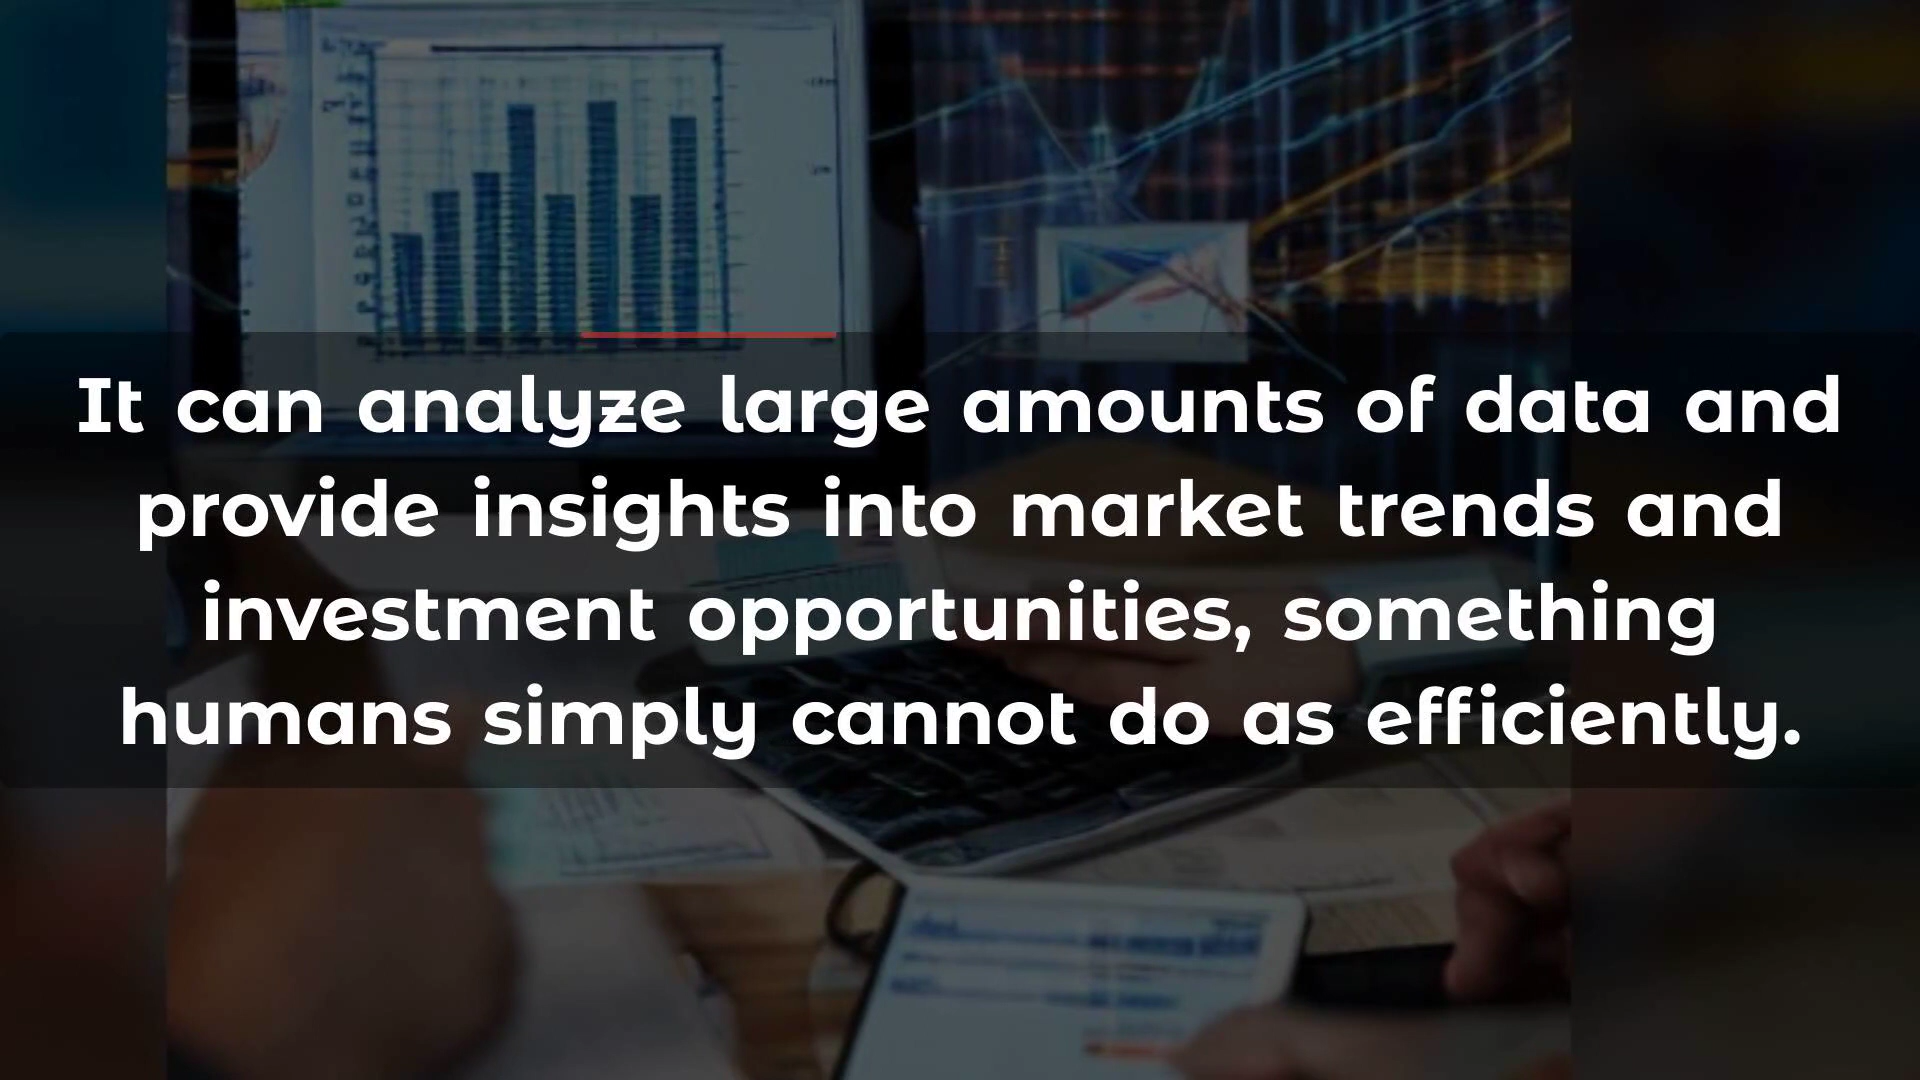 It can analyze large amounts of data and
provide insights into market trends and
investment opportunities, something
humans simply cannot do as efficiently.